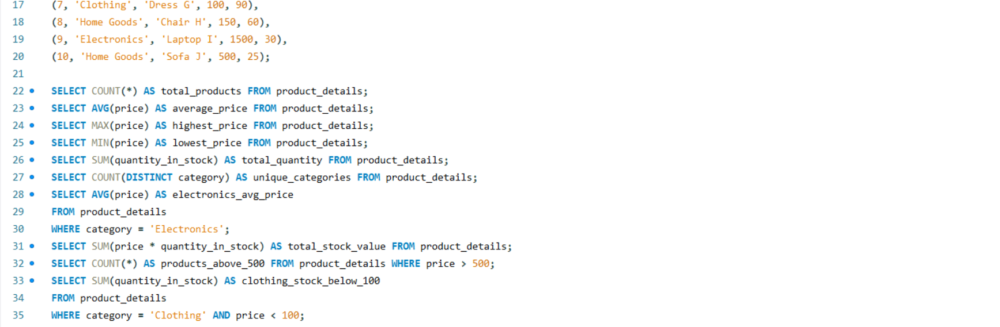 17 (7, 'Clothing', 'Dress G', 100, 90),
18 (8, 'Home Goods', 'Chair H', 150, 60),
19 (9, 'Electronics', 'Laptop I', 1500, 30),
20 (10, 'Home Goods', 'Sofa J', 500, 25);
21
22 SELECT COUNT(*) AS total_products FROM product_details;
23 SELECT AVG(price) AS average_price FROM product_details;
24 SELECT MAX(price) AS highest_price FROM product_details;
25 SELECT MIN(price) AS lowest_price FROM product_details;
26 SELECT SUM(quantity_in_stock) AS total_quantity FROM product_details;
27 SELECT COUNT(DISTINCT category) AS unique_categories FROM product_details;
28 SELECT AVG(price) AS electronics_avg_price
29 FROM product_details
30 WHERE category = 'Electronics';
31 SELECT SUM(price * quantity_in_stock) AS total_stock_value FROM product_details;
32 SELECT COUNT(*) AS products_above_500 FROM product_details WHERE price > 500;
33 SELECT SUM(quantity_in_stock) AS clothing_stock_below_100
34 FROM product_details
35 WHERE category = 'Clothing' AND price < 100;